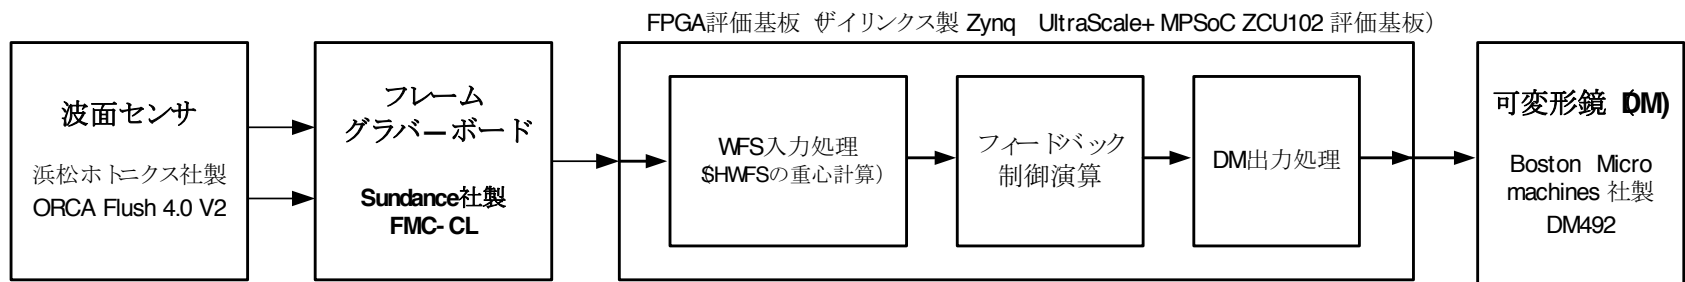 FPGA評価基板 (ザイリンクス製 Zynq UltraScale+ MPSoC ZCU102 評価基板)
波面センサ
浜松ホトニクス社製
ORCA Flush 4.0 V2
フレーム
グラバーボード
Sundance社製
FMC-CL
WFS入力処理
(SHWFSの重心計算)
フィードバック
制御演算
DM出力処理
可変形鏡 (DM)
Boston Micro
machines 社製
DM492